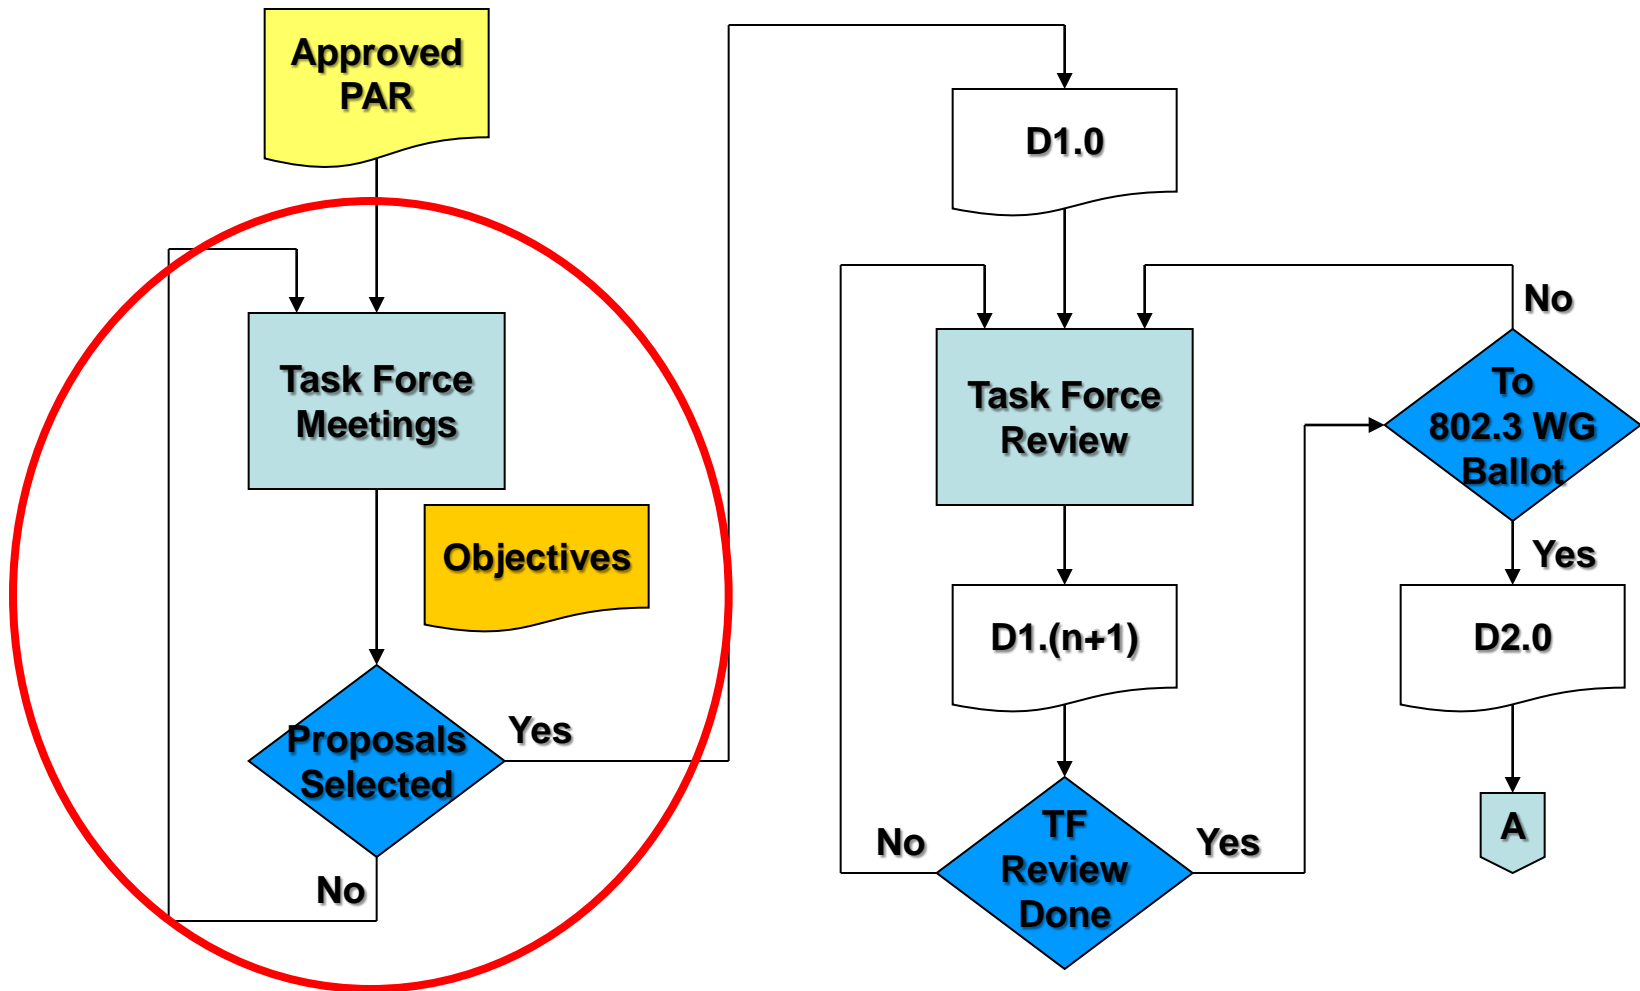 Approved
PAR
Task Force
Meetings
Objectives
Proposals
Selected
Yes
No
D1.0
Task Force
Review
D1.(n+1)
TF
Review
Done
No
Yes
To
802.3 WG
Ballot
No
Yes
D2.0
A